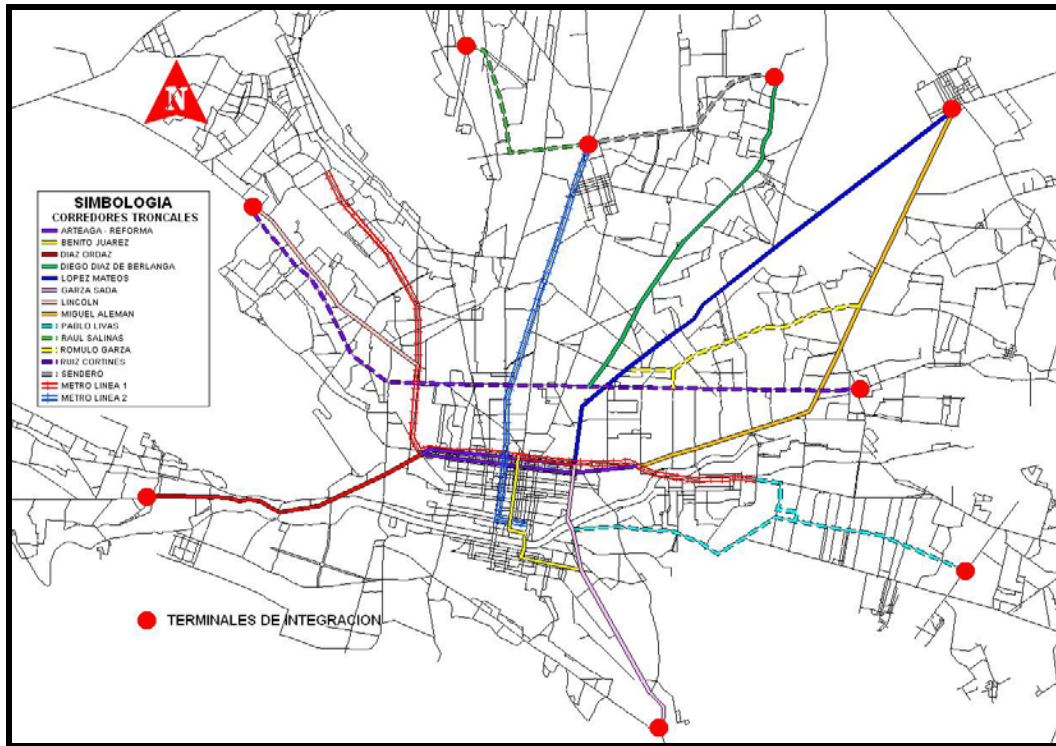 N
SIMBOLOGIA
CORREDORES TRONCALES
ARTEAGA - REFORMA
BENITO JUAREZ
DIAZ ORDAZ
DIEGO DIAZ DE BERLANGA
LOPEZ MATEOS
GARZA SADA
LINCOLN
MIGUEL ALEMAN
PABLO LIVAS
RAUL SALINAS
ROMULO GARZA
RUIZ CORTINES
SENDERO
METRO LINEA 1
METRO LINEA 2
TERMINALES DE INTEGRACION